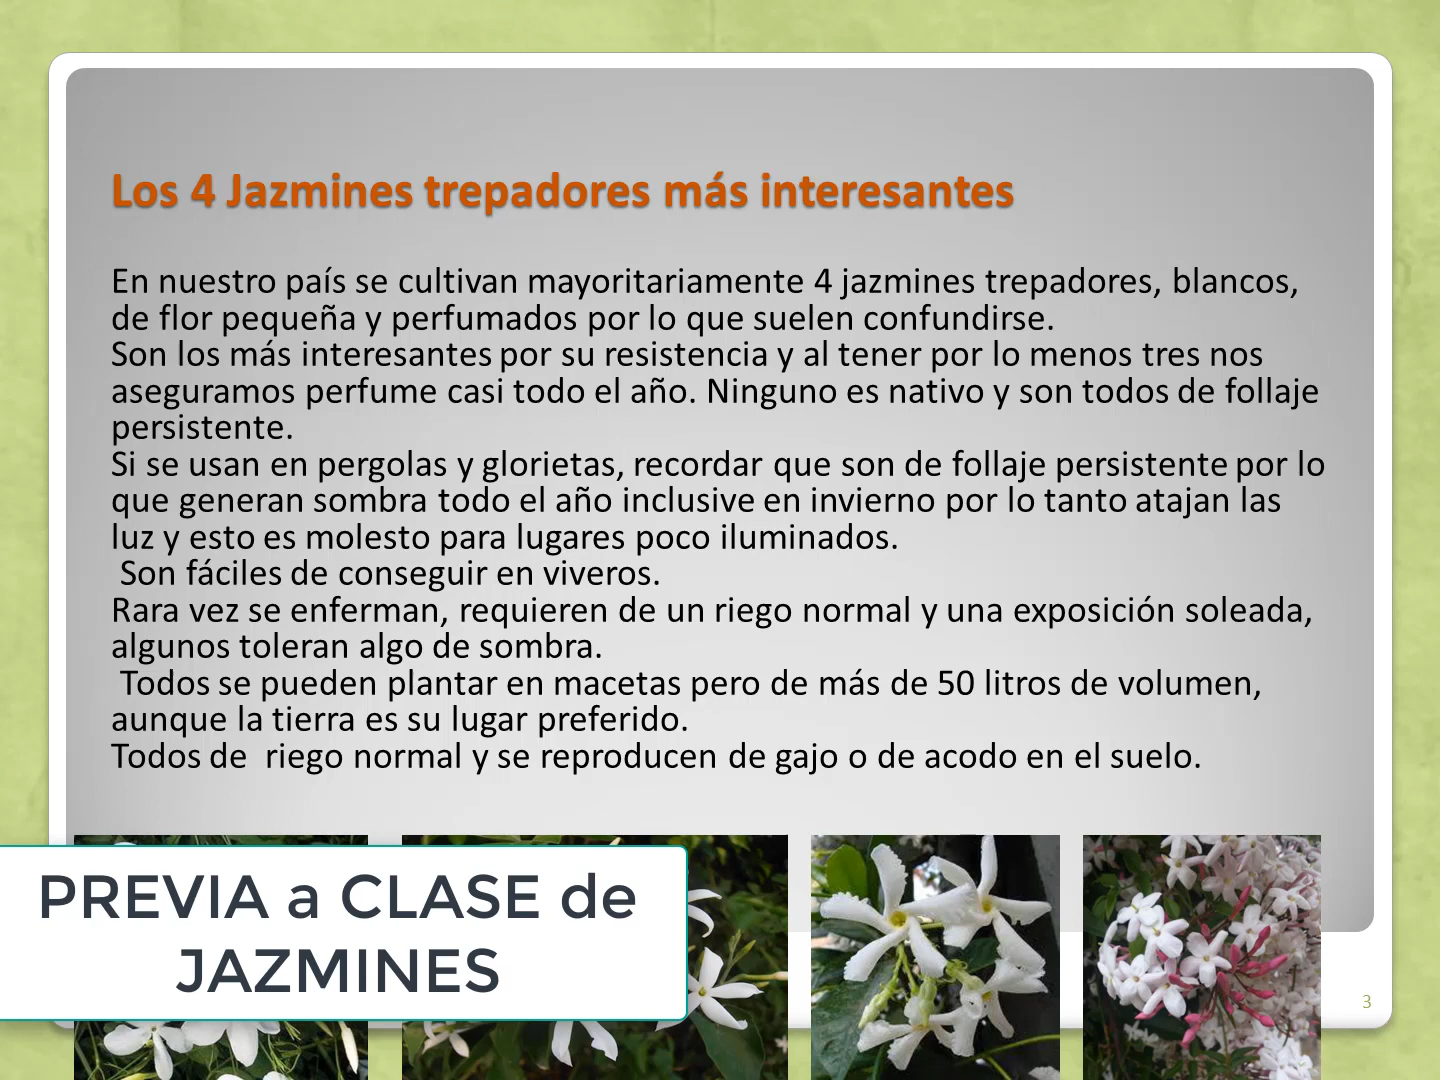 Los 4 Jazmines trepadores más interesantes
En nuestro país se cultivan mayoritariamente 4 jazmines trepadores, blancos,
de flor pequeña y perfumados por lo que suelen confundirse.
Son los más interesantes por su resistencia y al tener por lo menos tres nos
aseguramos perfume casi todo el año. Ninguno es nativo y son todos de follaje
persistente.
Si se usan en pergolas y glorietas, recordar que son de follaje persistente por lo
que generan sombra todo el año inclusive en invierno por lo tanto atajan las
luz y esto es molesto para lugares poco iluminados.
Son fáciles de conseguir en viveros.
Rara vez se enferman, requieren de un riego normal y una exposición soleada,
algunos toleran algo de sombra.
Todos se pueden plantar en macetas pero de más de 50 litros de volumen,
aunque la tierra es su lugar preferido.
Todos de  riego normal y se reproducen de gajo o de acodo en el suelo.
PREVIA a CLASE de
JAZMINES
3